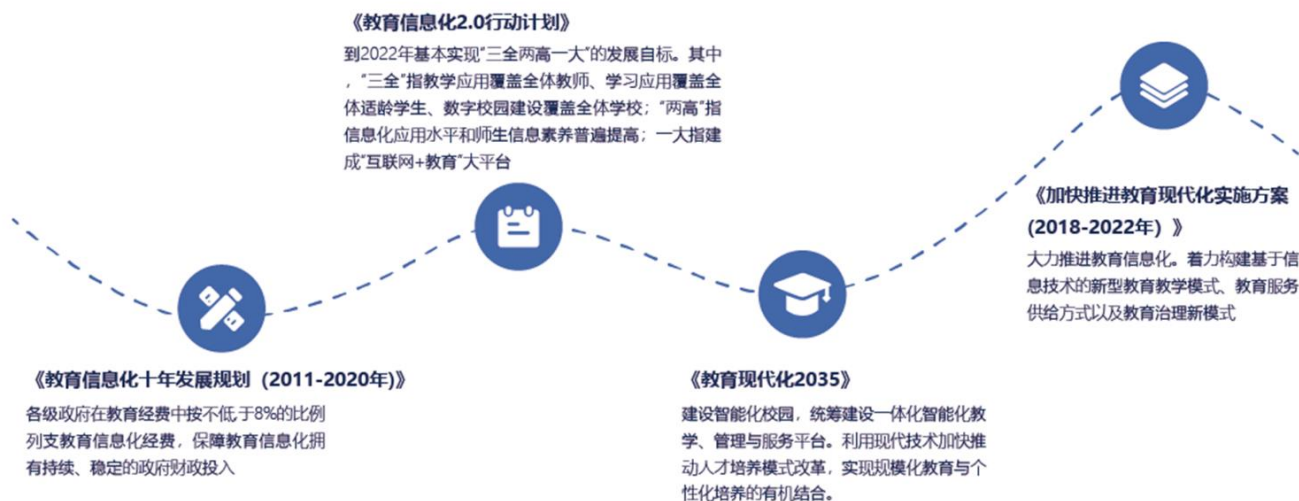 《教育信息化2.0行动计划》
到2022年基本实现“三全两高一大”的发展目标。其中
，“三全”指教学应用覆盖全体教师、学习应用覆盖全
体适龄学生、数字校园建设覆盖全体学校；“两高”指
信息化应用水平和师生信息素养普遍提高；一大指建
成“互联网+教育”大平台
《加快推进教育现代化实施方案
(2018-2022年) 》
大力推进教育信息化。着力构建基于信
息技术的新型教育教学模式、教育服务
供给方式以及教育治理新模式
《教育信息化十年发展规划 (2011-2020年)》
各级政府在教育经费中按不低,于8%的比例
列支教育信息化经费，保障教育信息化拥
有持续、稳定的政府财政投入
《教育现代化2035》
建设智能化校园，统筹建设一体化智能化教
学、管理与服务平台。利用现代技术加快推
动人才培养模式改革，实现规模化教育与个
性化培养的有机结合。